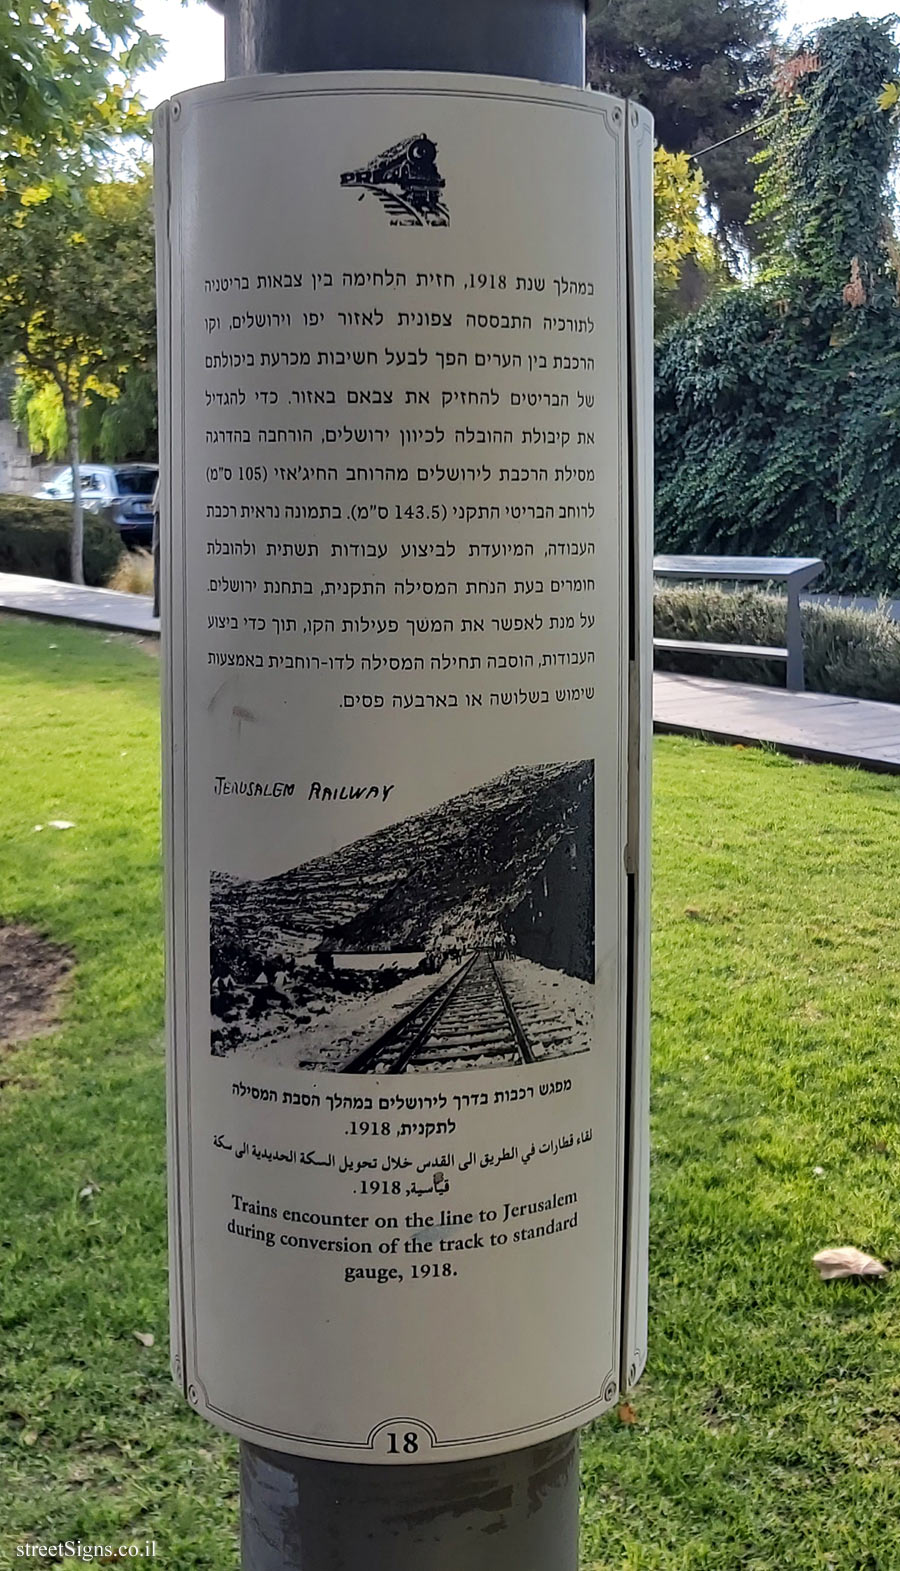 במהלך שנת 1918, חזית הלחימה בין צבאות בריטניה
לתורכיה התבססה צפונית לאזור יפו וירושלים, וקו
הרכבת בין הערים הפך לבעל חשיבות מכרעת ביכולתם
של הבריטים להחזיק את צבאם באזור. כדי להגדיל
את קיבולת ההובלה לכיוון ירושלים, הורחבה בהדרגה
מסילת הרכבת לירושלים מהרוחב החיג'אזי (105 ס"מ)
לרוחב הבריטי התקני (143.5 ס"מ). בתמונה נראית רכבת
העבודה, המיועדת לביצוע עבודות תשתית ולהובלת
חומרים בעת הנחת המסילה התקנית, בתחנת ירושלים.
על מנת לאפשר את המשך פעילות הקו, תוך כדי ביצוע
העבודות, הוסבה תחילה המסילה לדו-רוחבית באמצעות
שימוש בשלושה או בארבעה פסים.
JERUSALEM RAILWAY
מפגש רכבות בדרך לירושלים במהלך הסבת המסילה
לתקנית, 1918.
لقاء قطارات في الطريق الى القدس خلال تحويل السكة الحديدية الى سكة
قياسية, 1918.
Trains encounter on the line to Jerusalem
during conversion of the track to standard
gauge, 1918.
18
streetSigns.co.il